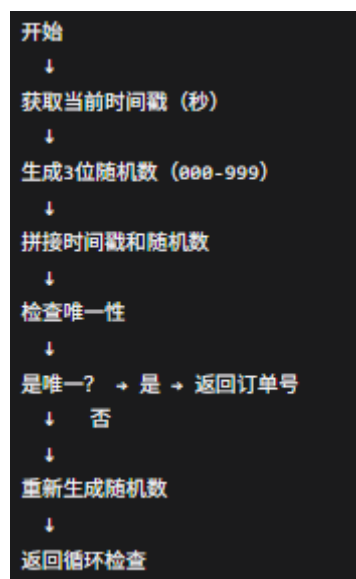 开始
↓
获取当前时间戳（秒）
↓
生成3位随机数（000-999）
↓
拼接时间戳和随机数
↓
检查唯一性
↓
是唯一? → 是 → 返回订单号
↓ 否
↓
重新生成随机数
↓
返回循环检查